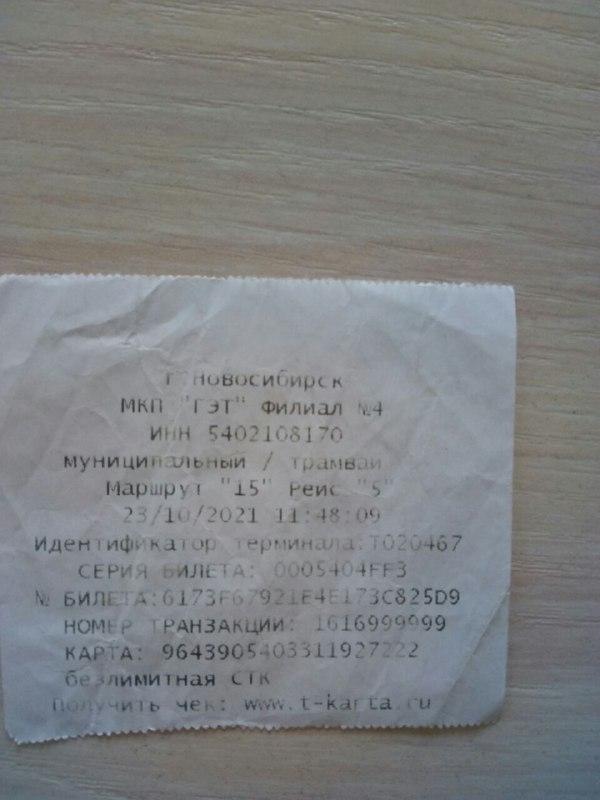 г Новосибирск
МКП "ГЭТ" Филиал №4
ИНН 5402108170
муниципальный / трамвай
Маршрут "15" Рейс "5"
23/10/2021 11:48:09
Идентификатор терминала:T020467
СЕРИЯ БИЛЕТА: 0005404FF3
№ БИЛЕТА:6173F67921E4E173C825D9
НОМЕР ТРАНЗАКЦИИ: 1616999999
КАРТА: 9643905403311927222
безлимитная СТК
Получить чек: www.t-karta.ru